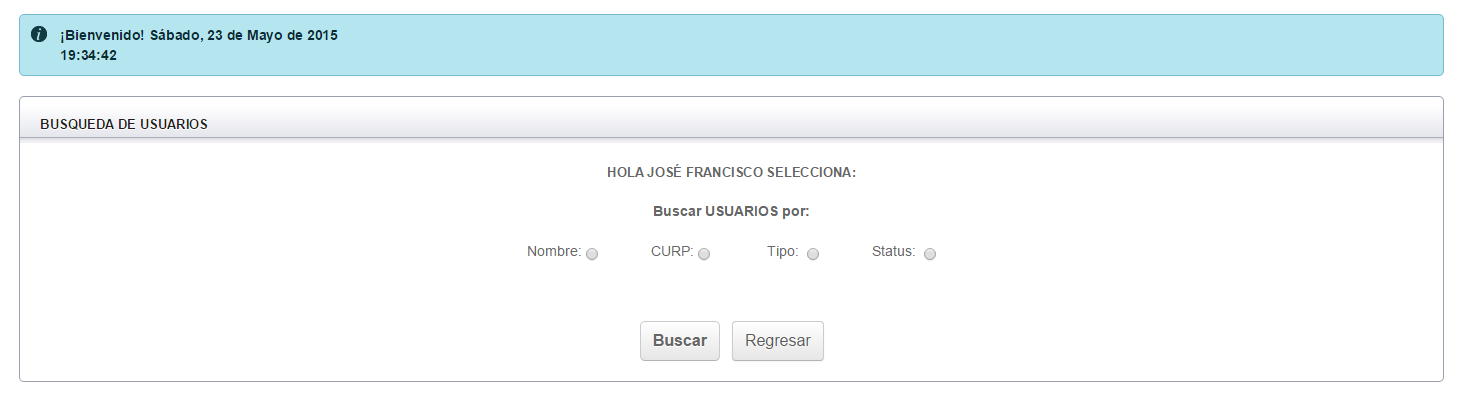 ¡Bienvenido! Sábado, 23 de Mayo de 2015
19:34:42
BUSQUEDA DE USUARIOS
HOLA JOSÉ FRANCISCO SELECCIONA:
Buscar USUARIOS por:
Nombre: CURP: Tipo: Status:
Buscar Regresar